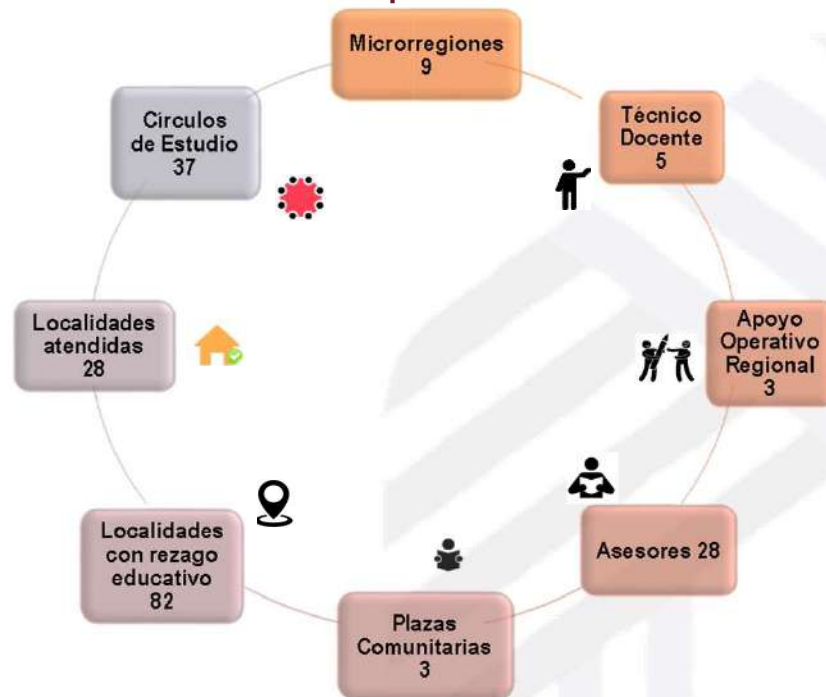 Microrregiones
9
Técnico
Docente
5
Apoyo
Operativo
Regional
3
Asesores 28
Plazas
Comunitarias
3
Localidades
con rezago
educativo
82
Localidades
atendidas
28
Círculos
de Estudio
37